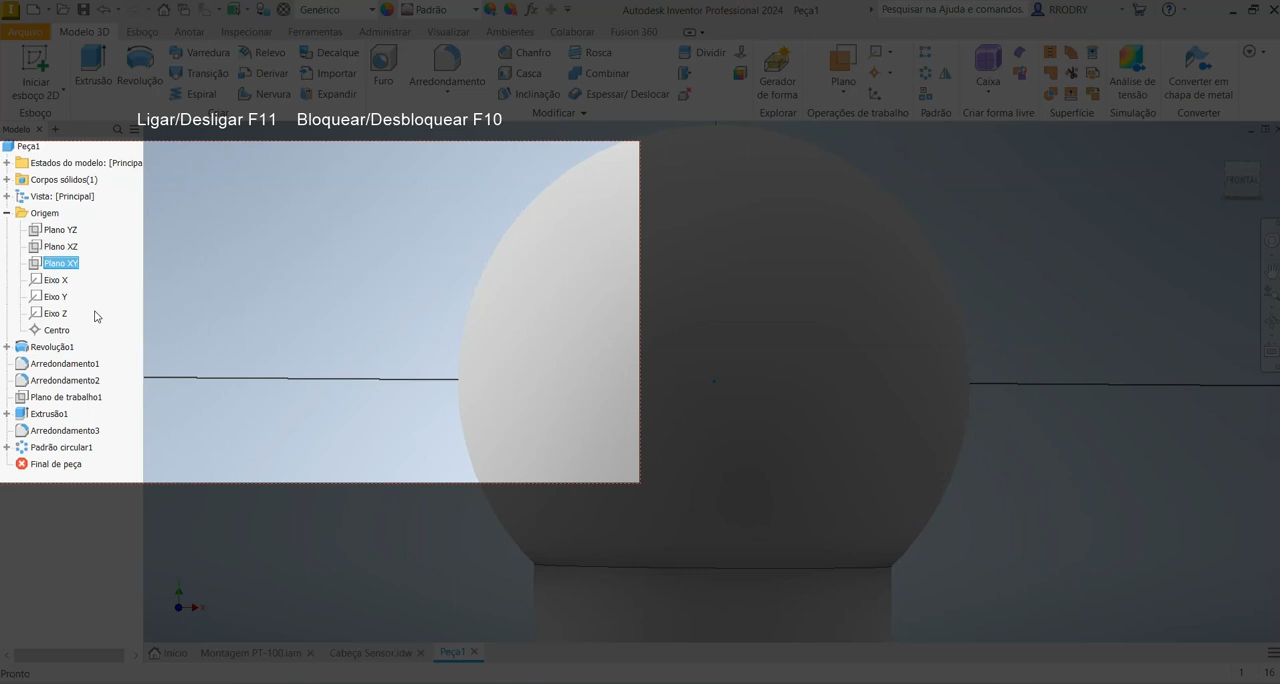 Genérico
Padrão
Autodesk Inventor Professional 2024 Peça1
Pesquisar na Ajuda e comandos.
RRODRY
Arquivo
Modelo 3D
Esboço
Anotar
Inspecionar
Ferramentas
Administrar
Visualizar
Ambientes
Colaborar
Fusion 360
Iniciar
esboço 2D
Extrusão
Revolução
Varredura
Relevo
Decalque
Transição
Derivar
Importar
Espiral
Nervura
Expandir
Furo
Arredondamento
Chanfro
Rosca
Casca
Combinar
Inclinação
Espessar/ Deslocar
Dividir
Gerador
de forma
Plano
Caixa
Análise de
tensão
Converter em
chapa de metal
Esboço
Criar
Modificar
Explorar
Operações de trabalho
Padrão
Criar forma livre
Superfície
Simulação
Converter
Ligar/Desligar F11 Bloquear/Desbloquear F10
Modelo
Peça1
Estados do modelo: [Principa
Corpos sólidos(1)
Vista: [Principal]
Origem
Plano YZ
Plano XZ
Plano XY
Eixo X
Eixo Y
Eixo Z
Centro
Revolução1
Arredondamento1
Arredondamento2
Plano de trabalho1
Extrusão1
Arredondamento3
Padrão circular1
Final de peça
FRONTAL
Início
Montagem PT-100.iam
Cabeça Sensor.idw
Peça1
Pronto
1
16